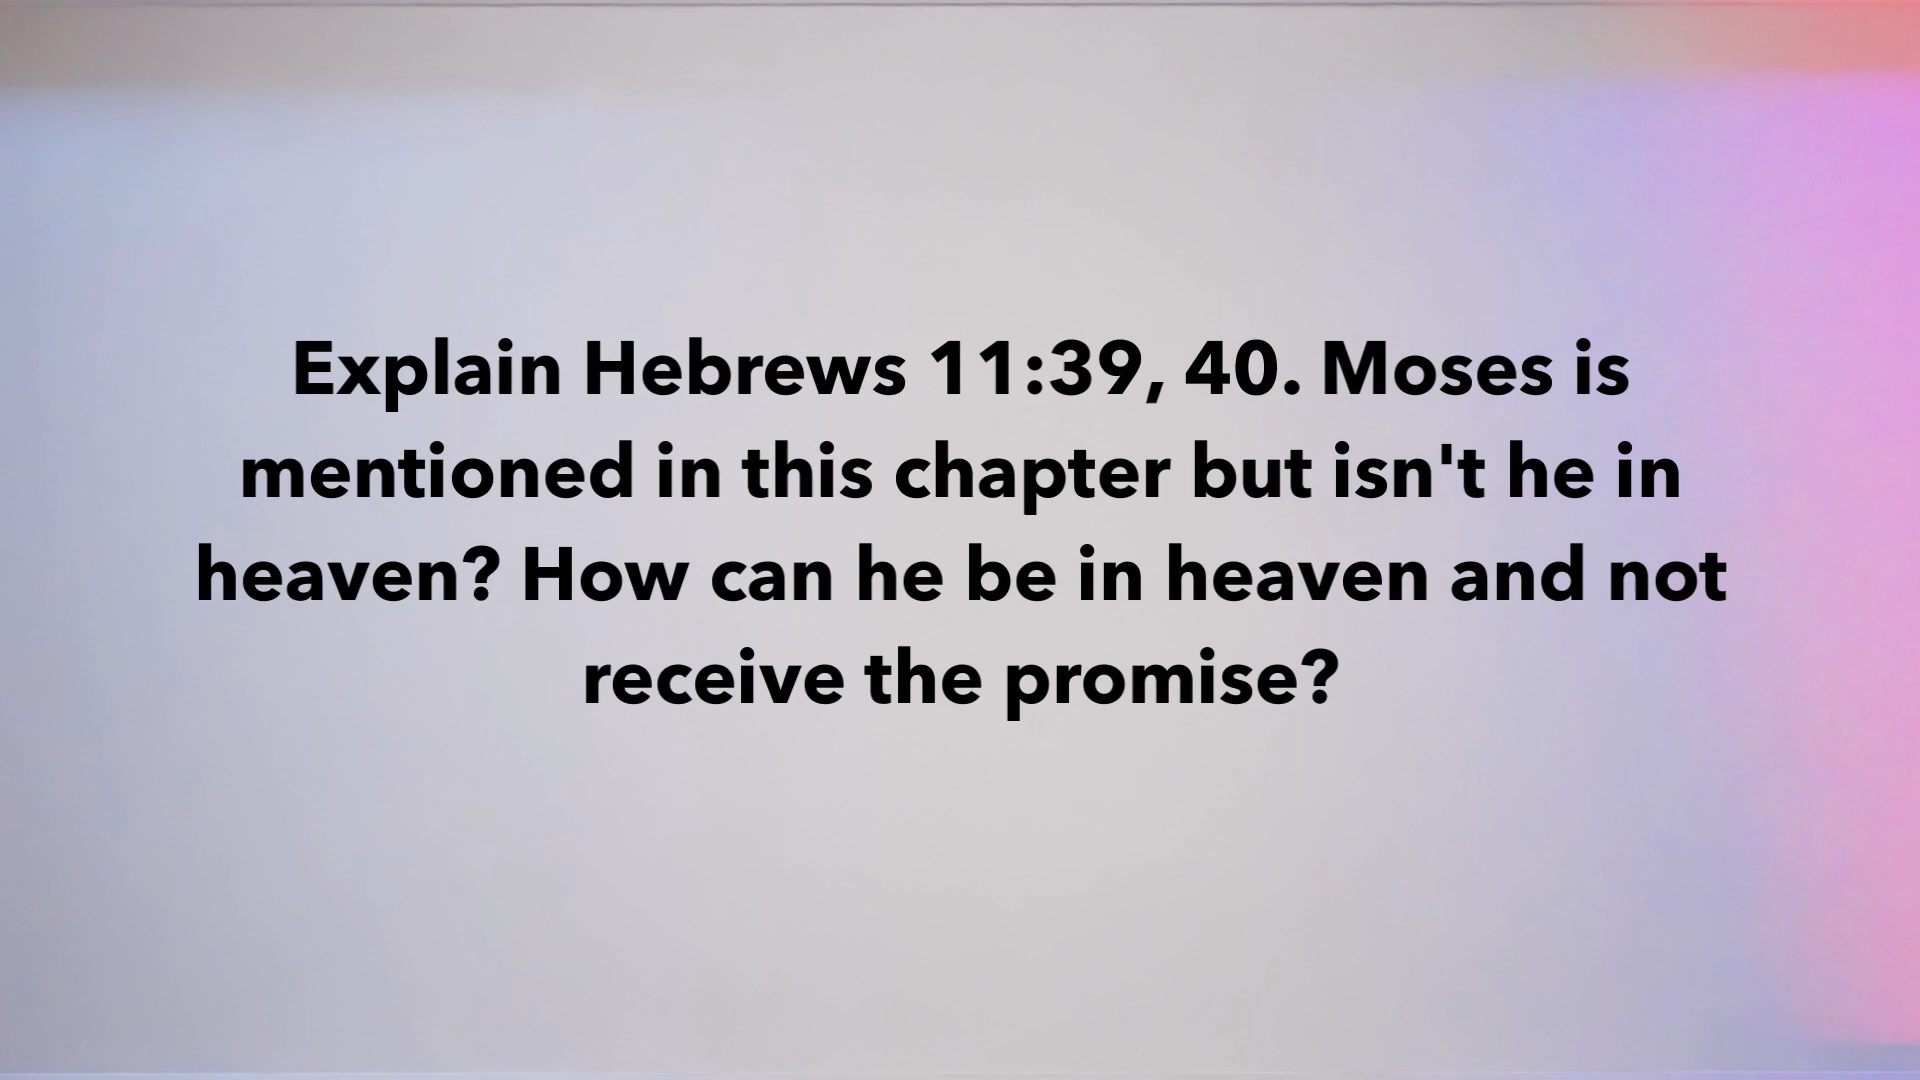 Explain Hebrews 11:39, 40. Moses is
mentioned in this chapter but isn't he in
heaven? How can he be in heaven and not
receive the promise?